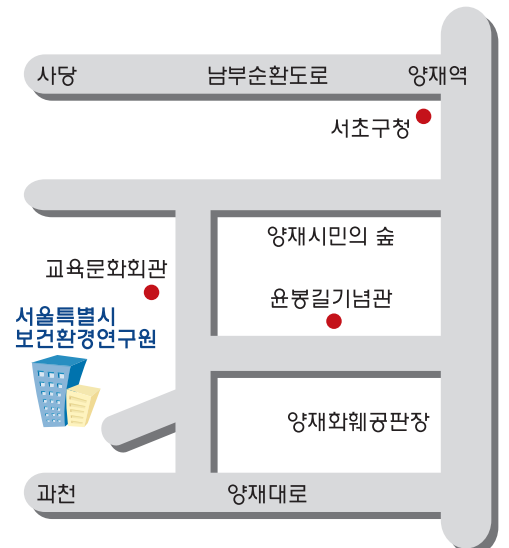 사당
남부순환도로
양재역
서초구청
양재시민의 숲
교육문화회관
윤봉길기념관
서울특별시
보건환경연구원
양재화훼공판장
과천
양재대로